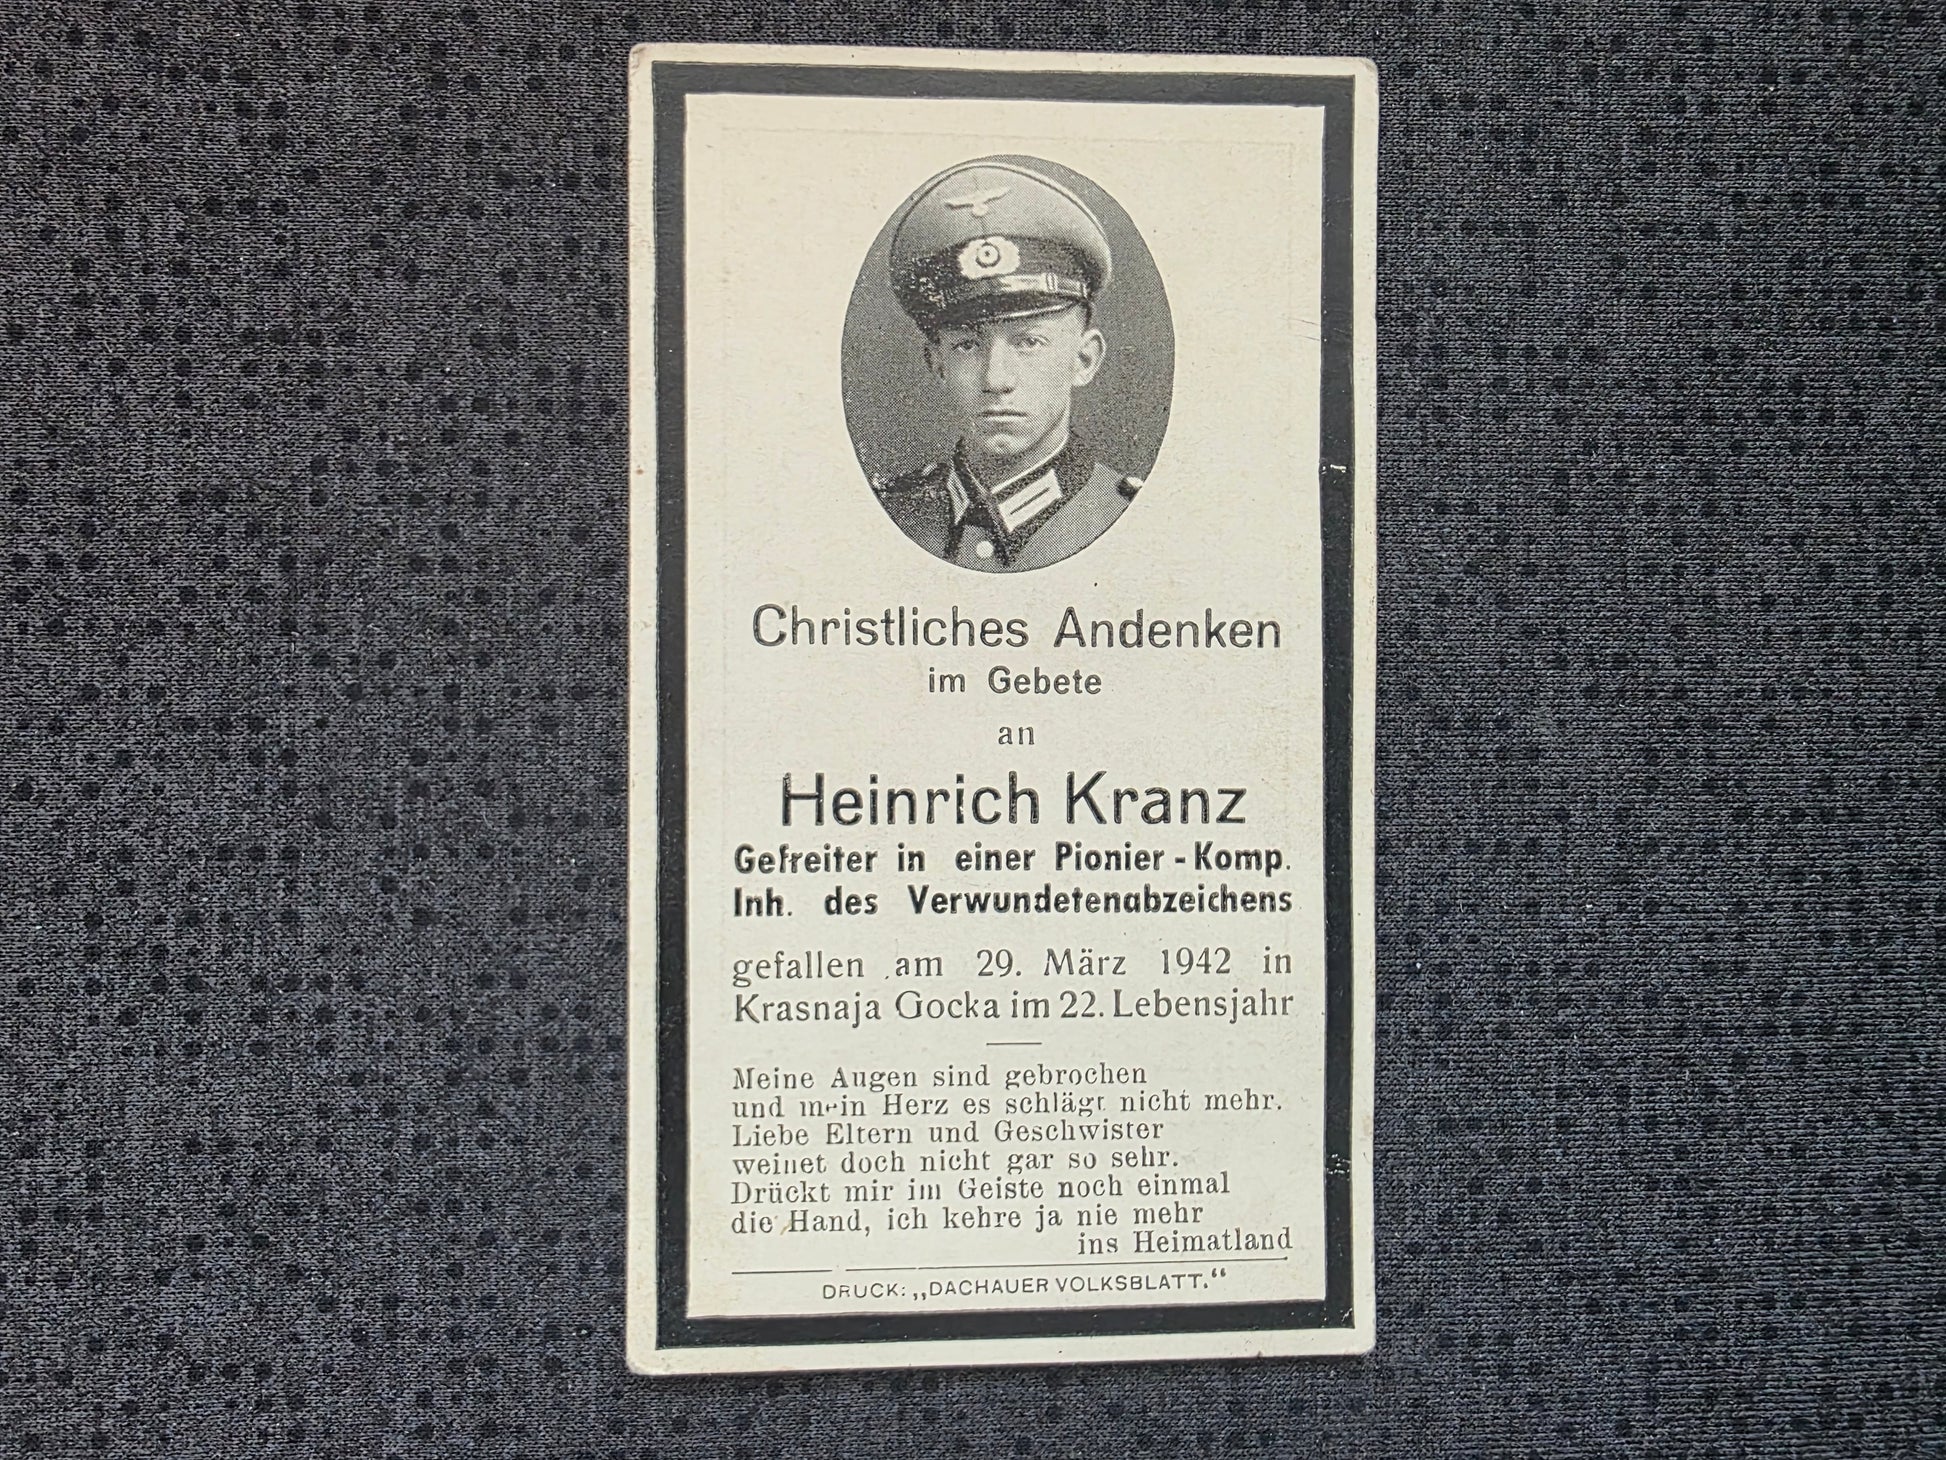 Christliches Andenken
im Gebete
an
Heinrich Kranz
Gefreiter in einer Pionier-Komp.
Inh. des Verwundetenabzeichens
gefallen am 29. März 1942 in
Krasnaja Gocka im 22. Lebensjahr
Meine Augen sind gebrochen
und mein Herz es schlägt nicht mehr.
Liebe Eltern und Geschwister
weinet doch nicht gar so sehr.
Drückt mir im Geiste noch einmal
die Hand, ich kehre ja nie mehr
ins Heimatland
DRUCK: „DACHAUER VOLKSBLATT.“